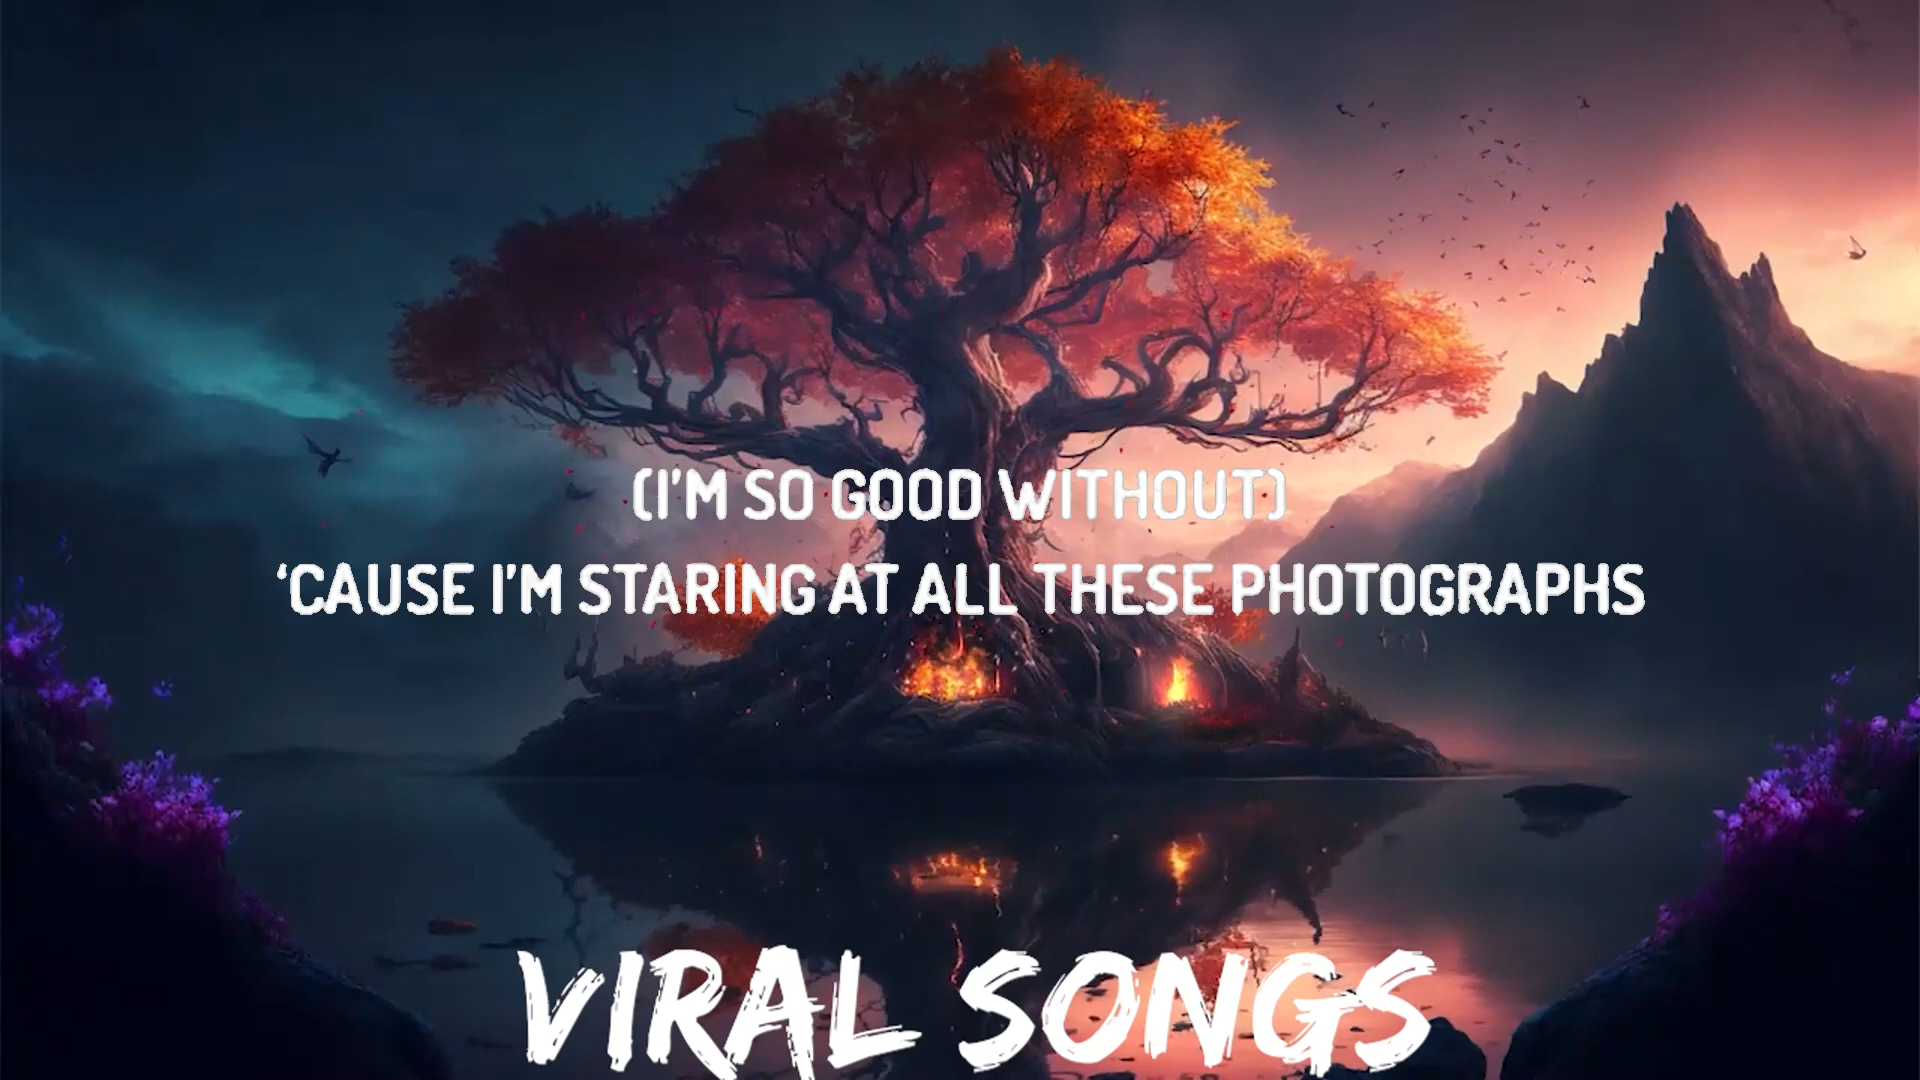 (I'M SO GOOD WITHOUT)
‘CAUSE I'M STARING AT ALL THESE PHOTOGRAPHS
VIRAL SONGS